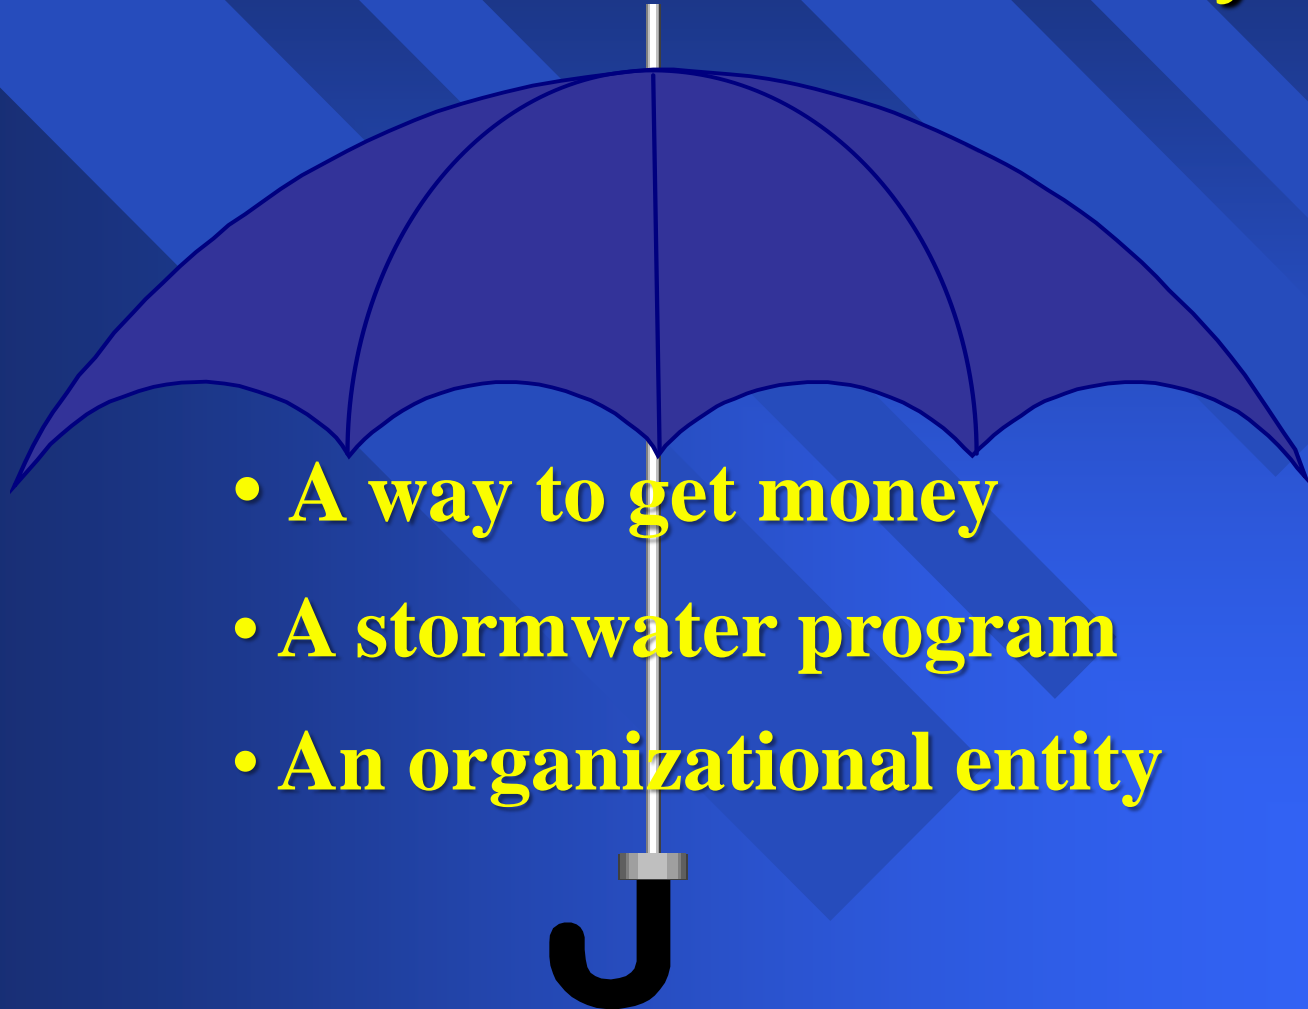 • A way to get money
• A stormwater program
• An organizational entity